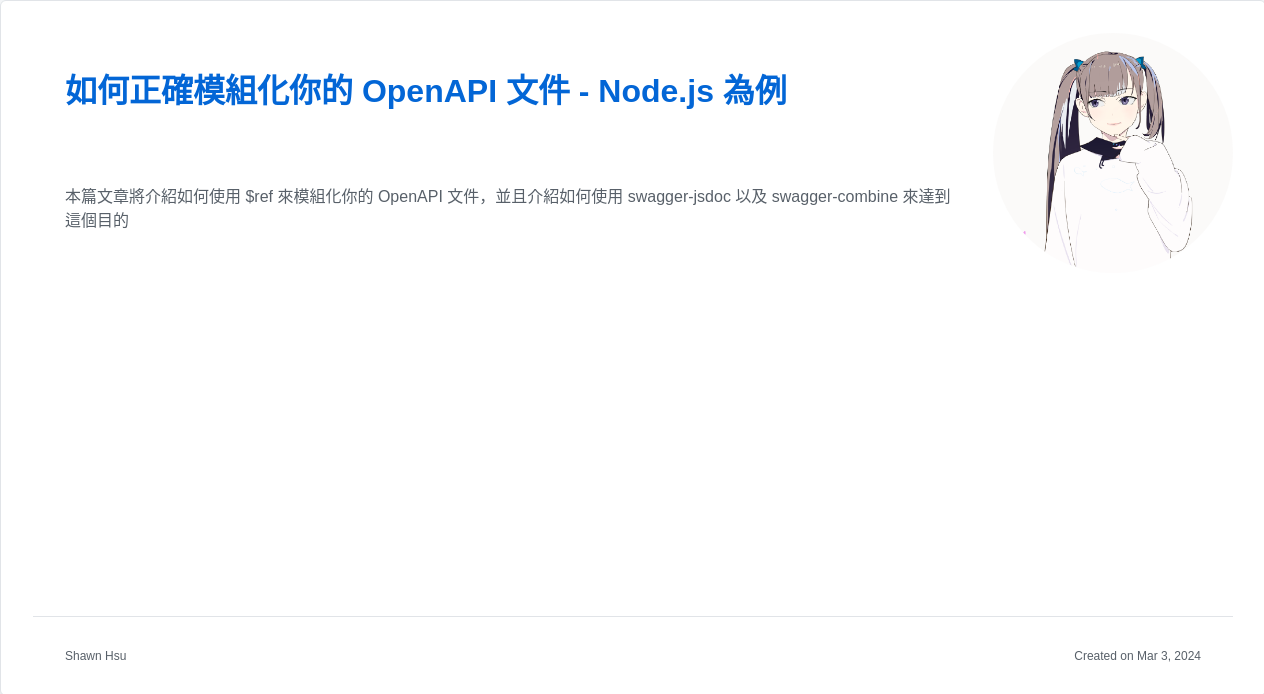 如何正確模組化你的 OpenAPI 文件 - Node.js 為例
本篇文章將介紹如何使用 $ref 來模組化你的 OpenAPI 文件，並且介紹如何使用 swagger-jsdoc 以及 swagger-combine 來達到
這個目的
Shawn Hsu
Created on Mar 3, 2024